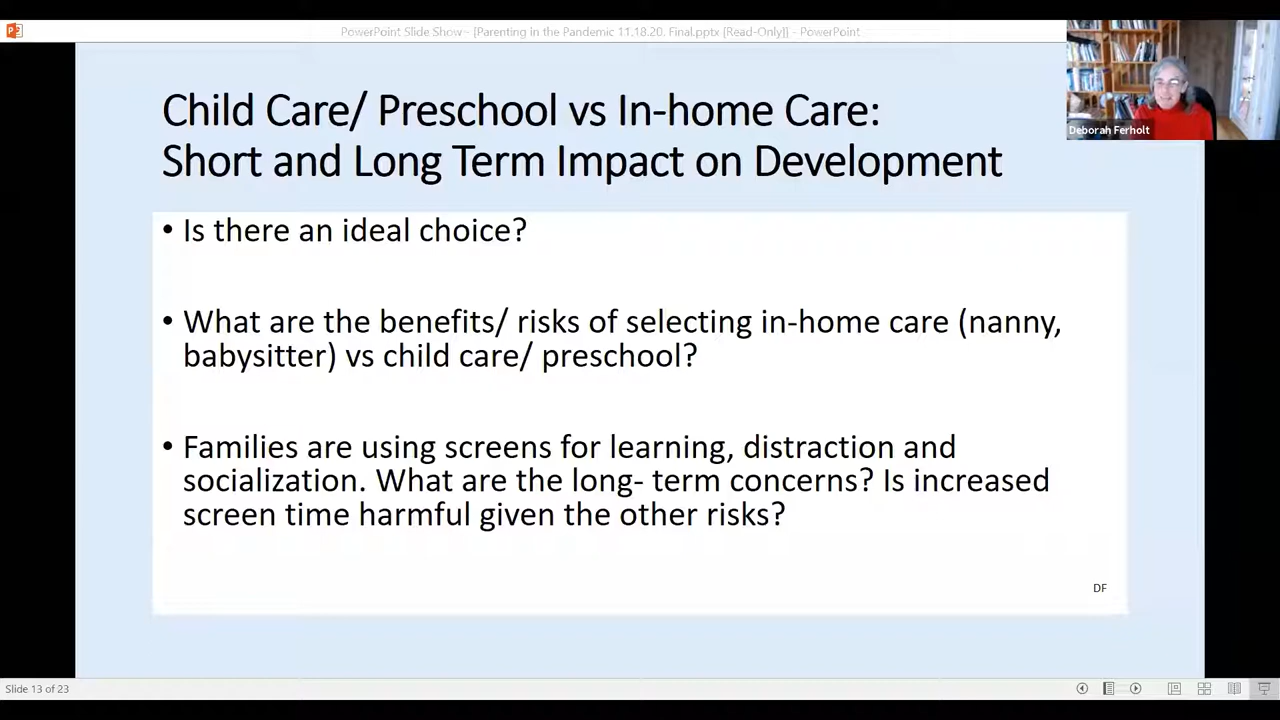 PowerPoint Slide Show - [Parenting in the Pandemic 11.18.20. Final.pptx [Read-Only]] - PowerPoint
Deborah Ferholt
Child Care/ Preschool vs In-home Care:
Short and Long Term Impact on Development
• Is there an ideal choice?
• What are the benefits/ risks of selecting in-home care (nanny,
babysitter) vs child care/ preschool?
• Families are using screens for learning, distraction and
socialization. What are the long- term concerns? Is increased
screen time harmful given the other risks?
DF
Slide 13 of 23